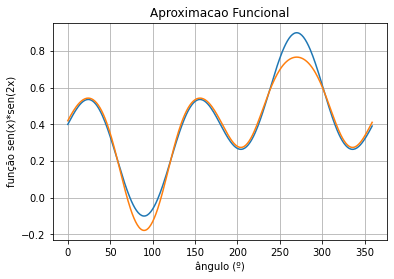 Aproximacao Funcional
função sen(x)*sen(2x)
0.8
0.6
0.4
0.2
0.0
−0.2
0 50 100 150 200 250 300 350
ângulo (º)